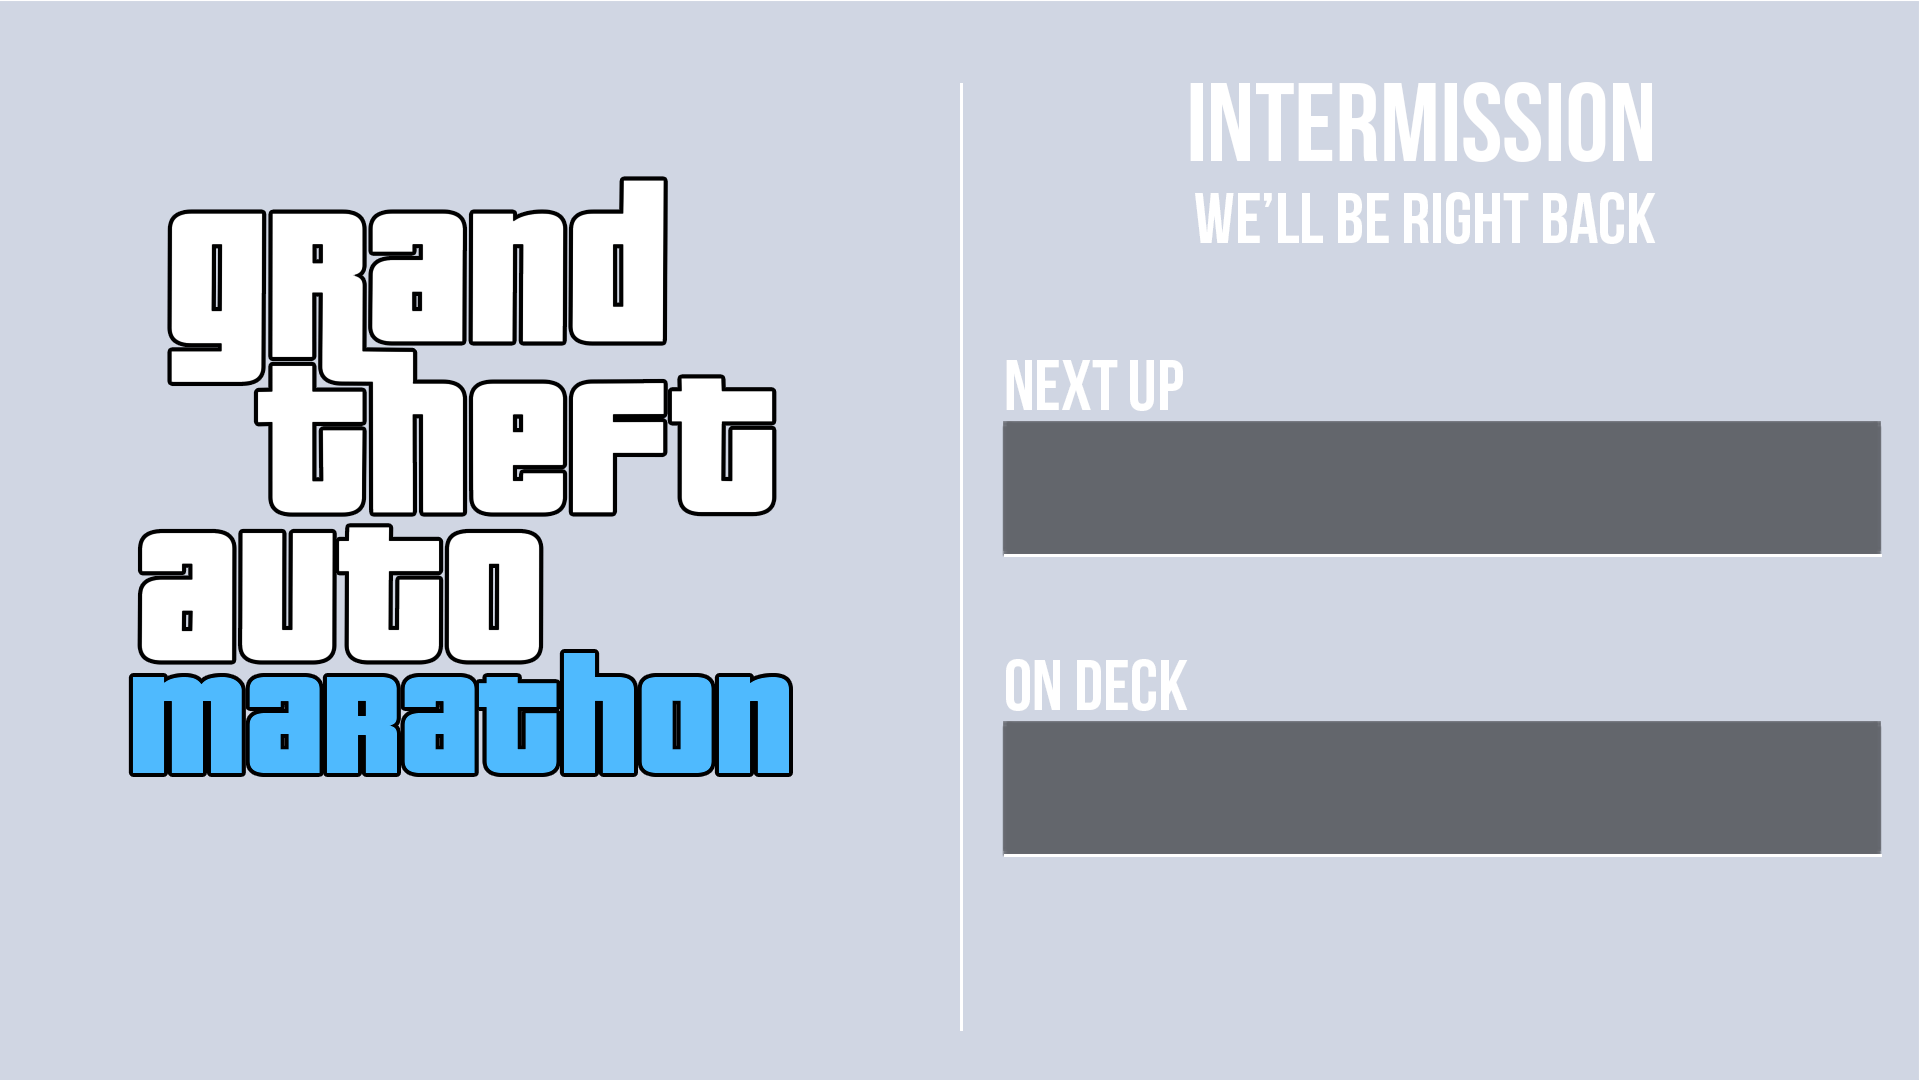 grand
theft
auto
marathon
INTERMISSION
WE’LL BE RIGHT BACK
NEXT UP
ON DECK